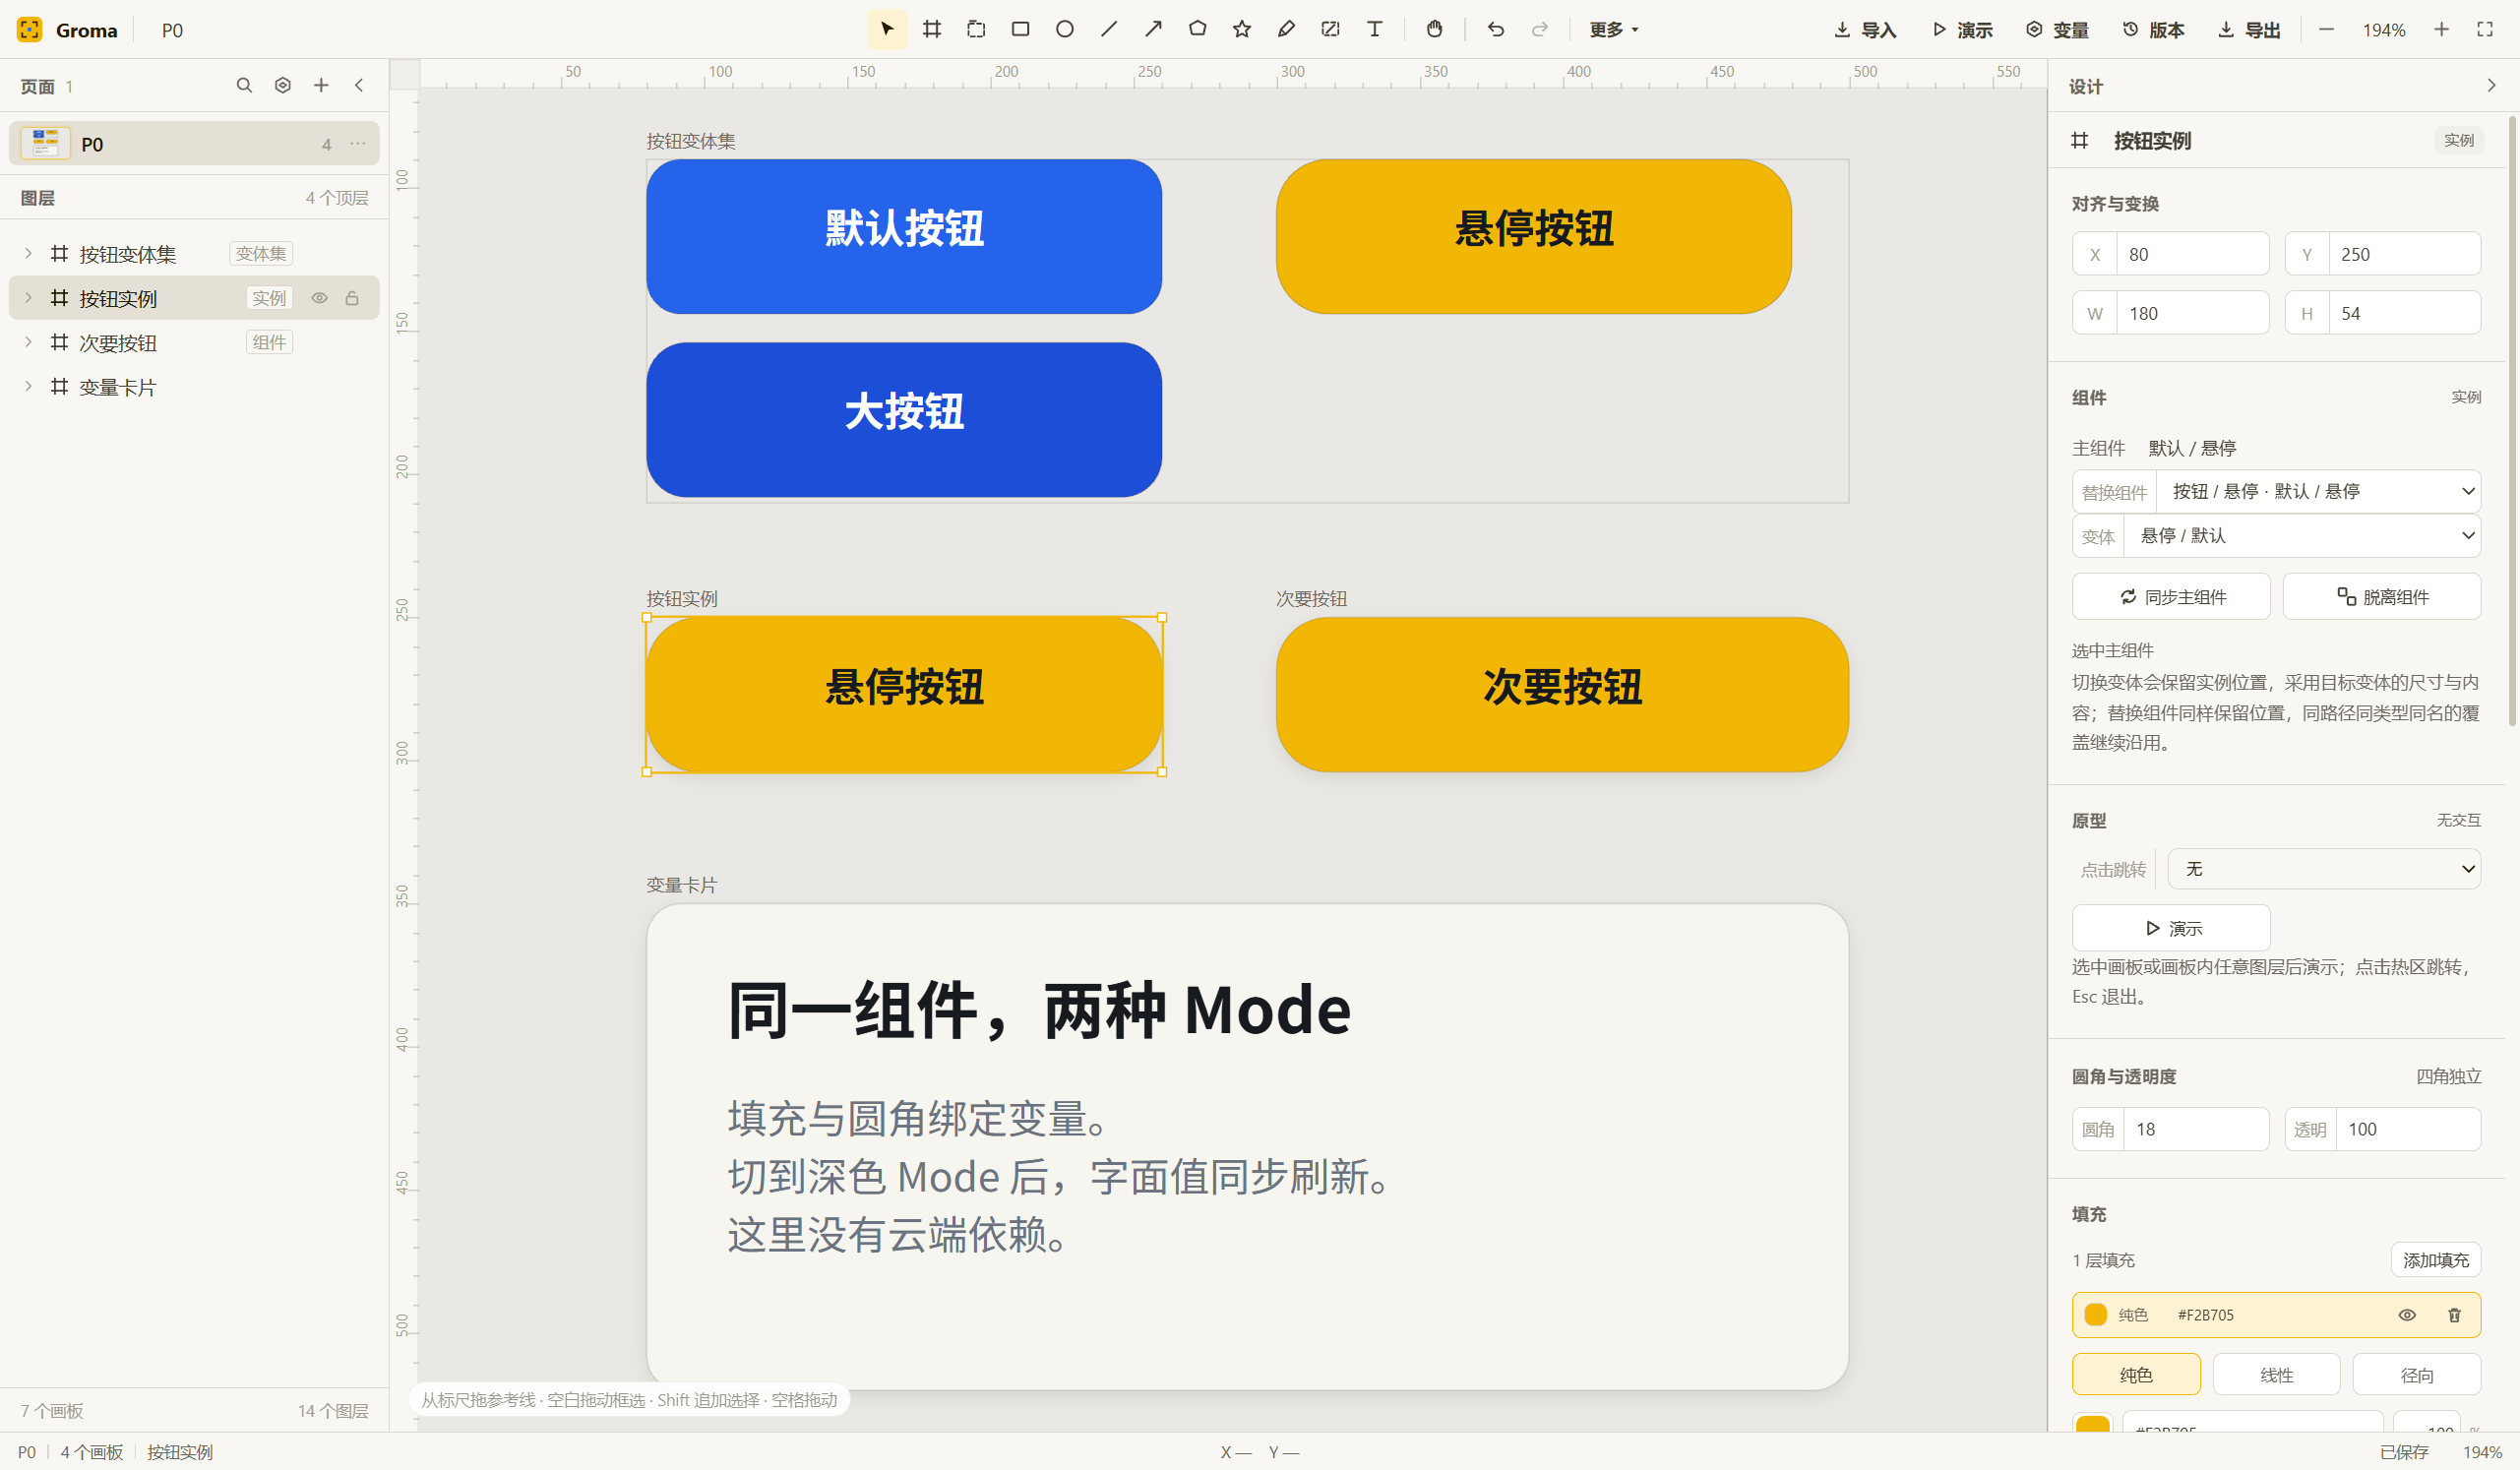 Groma
P0
更多
导入
演示
变量
版本
导出
194%
页面 1
P0
4
图层
4 个顶层
按钮变体集
变体集
按钮实例
实例
次要按钮
组件
变量卡片
7 个画板
14 个图层
50
100
150
200
250
300
350
400
450
500
550
100
150
200
250
300
350
400
450
500
按钮变体集
默认按钮
悬停按钮
大按钮
按钮实例
次要按钮
悬停按钮
次要按钮
变量卡片
同一组件，两种 Mode
填充与圆角绑定变量。
切到深色 Mode 后，字面值同步刷新。
这里没有云端依赖。
从标尺拖参考线 · 空白拖动框选 · Shift 追加选择 · 空格拖动
设计
按钮实例
实例
对齐与变换
X 80
Y 250
W 180
H 54
组件
实例
主组件 默认 / 悬停
替换组件 按钮 / 悬停 · 默认 / 悬停
变体 悬停 / 默认
同步主组件
脱离组件
选中主组件
切换变体会保留实例位置，采用目标变体的尺寸与内
容；替换组件同样保留位置，同路径同类型同名的覆
盖继续沿用。
原型
无交互
点击跳转 无
演示
选中画板或画板内任意图层后演示；点击热区跳转，
Esc 退出。
圆角与透明度
四角独立
圆角 18
透明 100
填充
1 层填充
添加填充
纯色 #F2B705
纯色
线性
径向
#F2B705
100 %
P0
4 个画板
按钮实例
X — Y —
已保存
194%